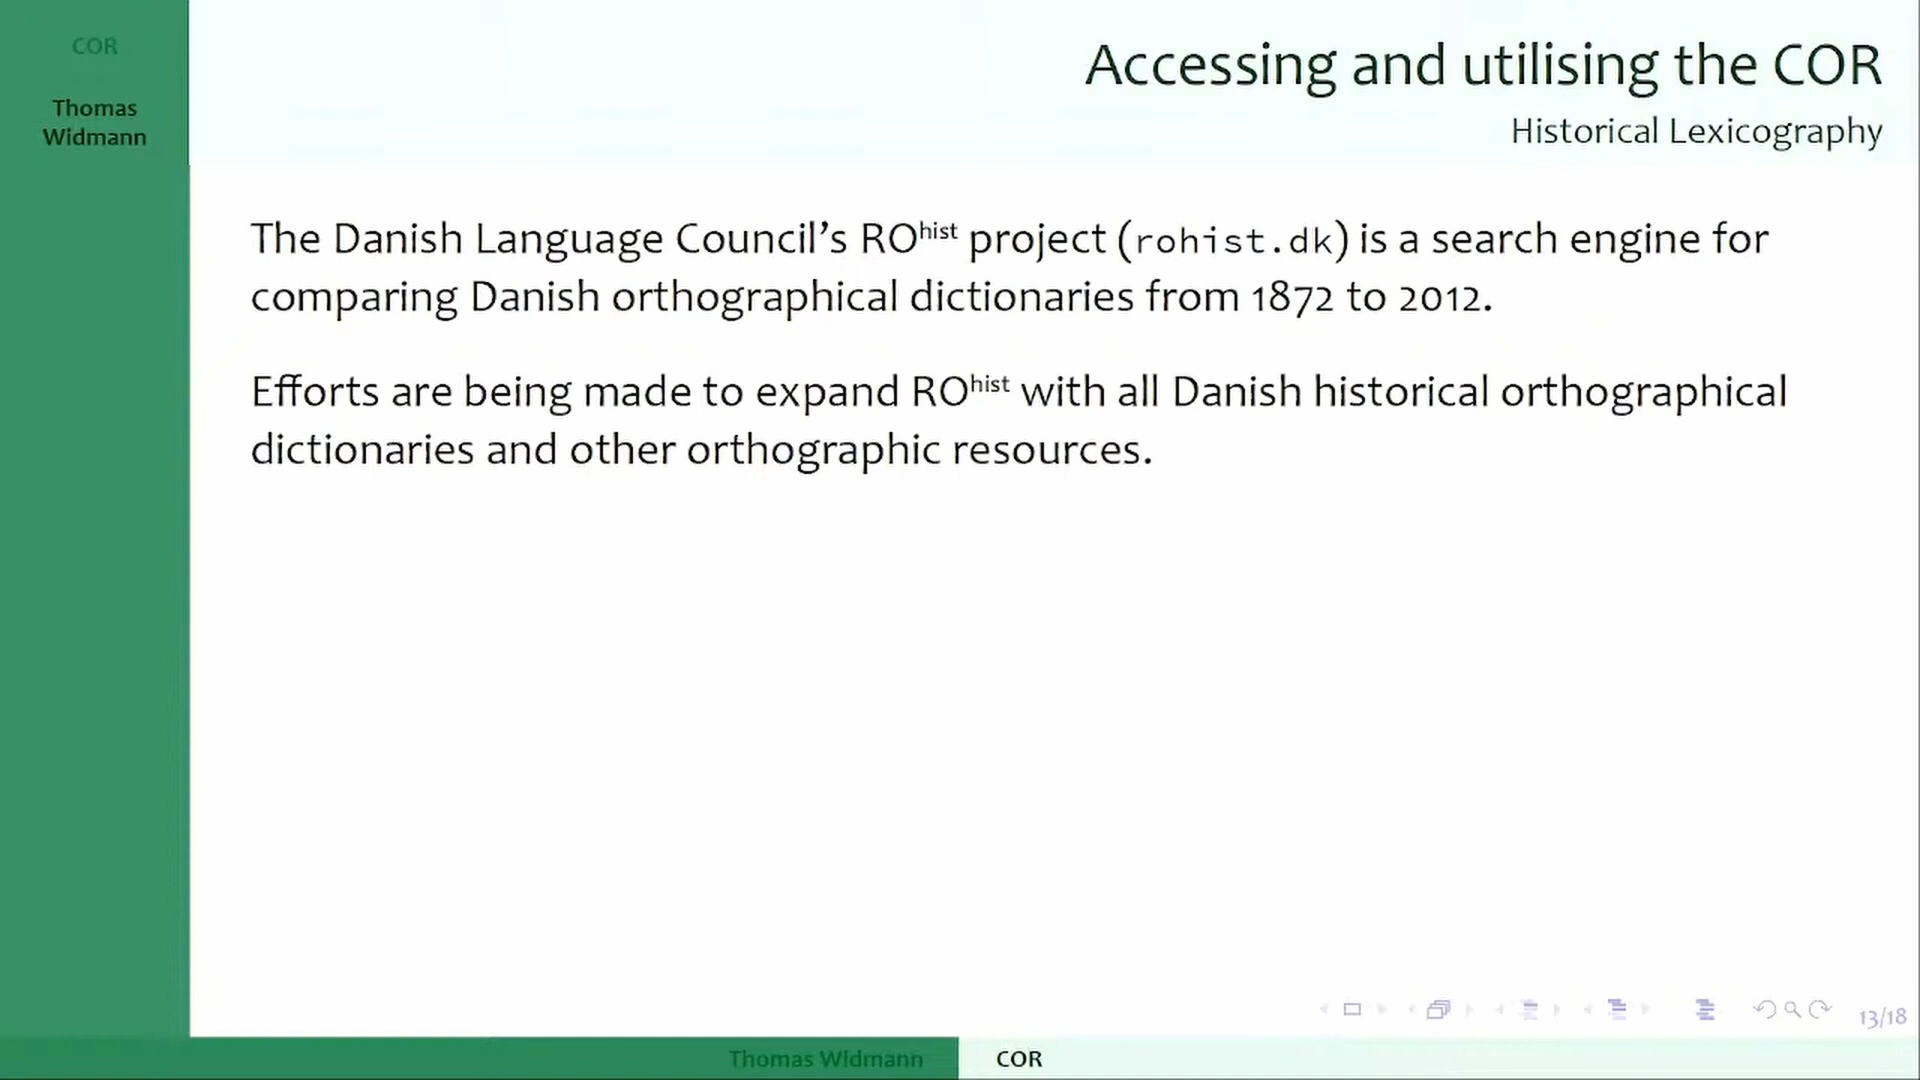 COR
Thomas
Widmann
Accessing and utilising the COR
Historical Lexicography
The Danish Language Council’s ROhist project (rohist.dk) is a search engine for
comparing Danish orthographical dictionaries from 1872 to 2012.
Efforts are being made to expand ROhist with all Danish historical orthographical
dictionaries and other orthographic resources.
13/18
Thomas Widmann
COR